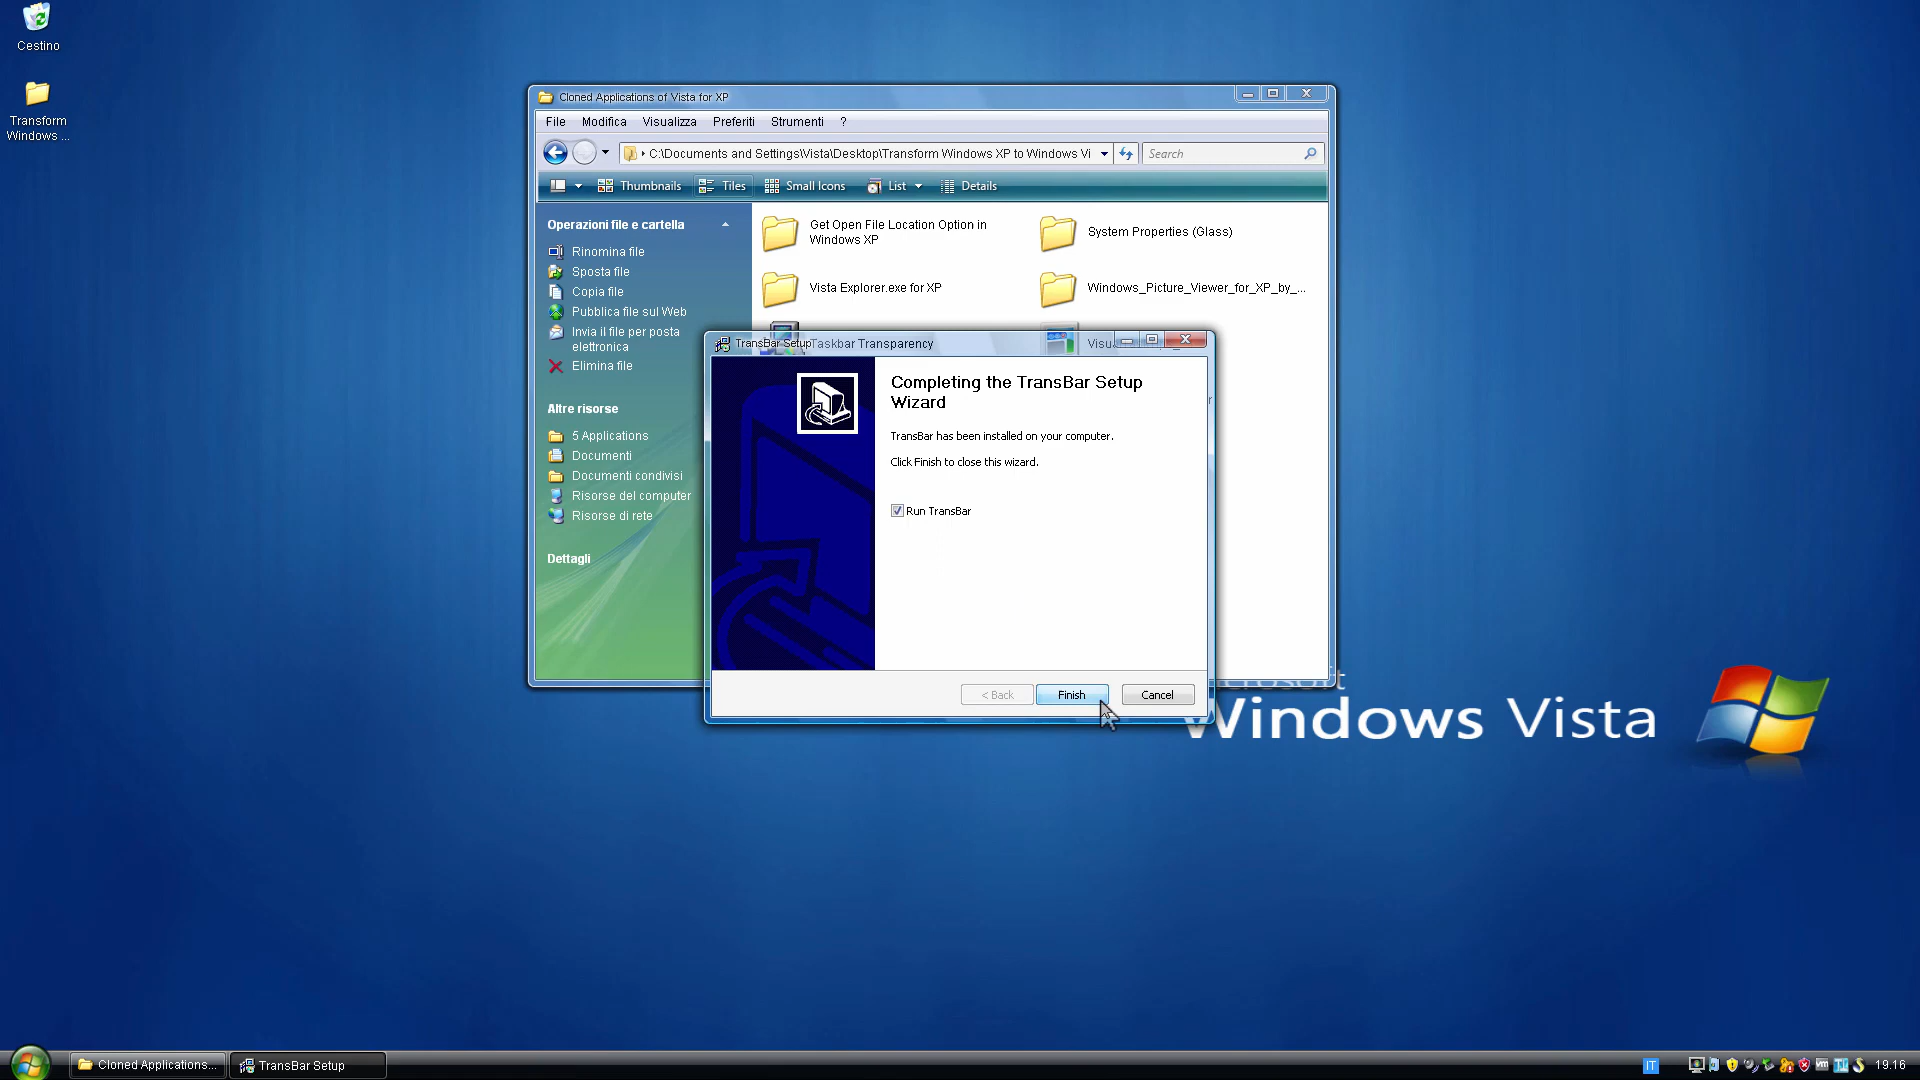 Cestino
Transform
Windows ...
Cloned Applications of Vista for XP
File Modifica Visualizza Preferiti Strumenti ?
C:\Documents and Settings\Vista\Desktop\Transform Windows XP to Windows Vi
Search
Thumbnails Tiles Small Icons List Details
Operazioni file e cartella
Rinomina file
Sposta file
Copia file
Pubblica file sul Web
Invia il file per posta
elettronica
Elimina file
Altre risorse
5 Applications
Documenti
Documenti condivisi
Risorse del computer
Risorse di rete
Dettagli
Get Open File Location Option in
Windows XP
System Properties (Glass)
Vista Explorer.exe for XP
Windows_Picture_Viewer_for_XP_by_...
TransBar Setup
Taskbar Transparency
Completing the TransBar Setup
Wizard
TransBar has been installed on your computer.
Click Finish to close this wizard.
Run TransBar
< Back Finish Cancel
Windows Vista
Cloned Applications...
TransBar Setup
IT
19.16